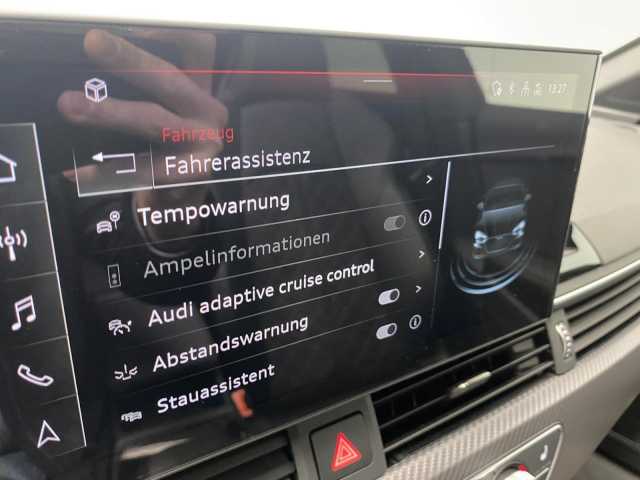 13:27
Fahrzeug
Fahrerassistenz
Tempowarnung
Ampelinformationen
Audi adaptive cruise control
Abstandswarnung
Stauassistent